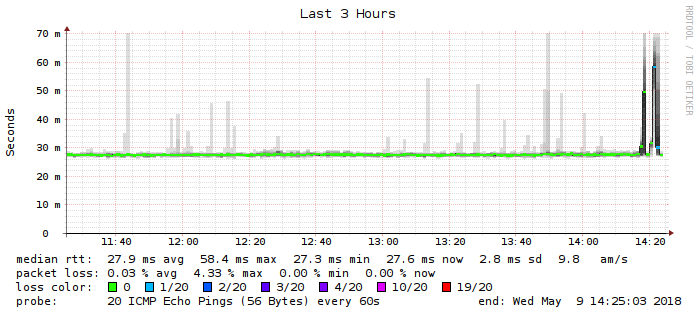 Last 3 Hours
RRDTOOL / TOBI OETIKER
Seconds
70 m
60 m
50 m
40 m
30 m
20 m
10 m
0
11:40 12:00 12:20 12:40 13:00 13:20 13:40 14:00 14:20
median rtt: 27.9 ms avg 58.4 ms max 27.3 ms min 27.6 ms now 2.8 ms sd 9.8 am/s
packet loss: 0.03 % avg 4.33 % max 0.00 % min 0.00 % now
loss color: 0 1/20 2/20 3/20 4/20 10/20 19/20
probe: 20 ICMP Echo Pings (56 Bytes) every 60s end: Wed May 9 14:25:03 2018